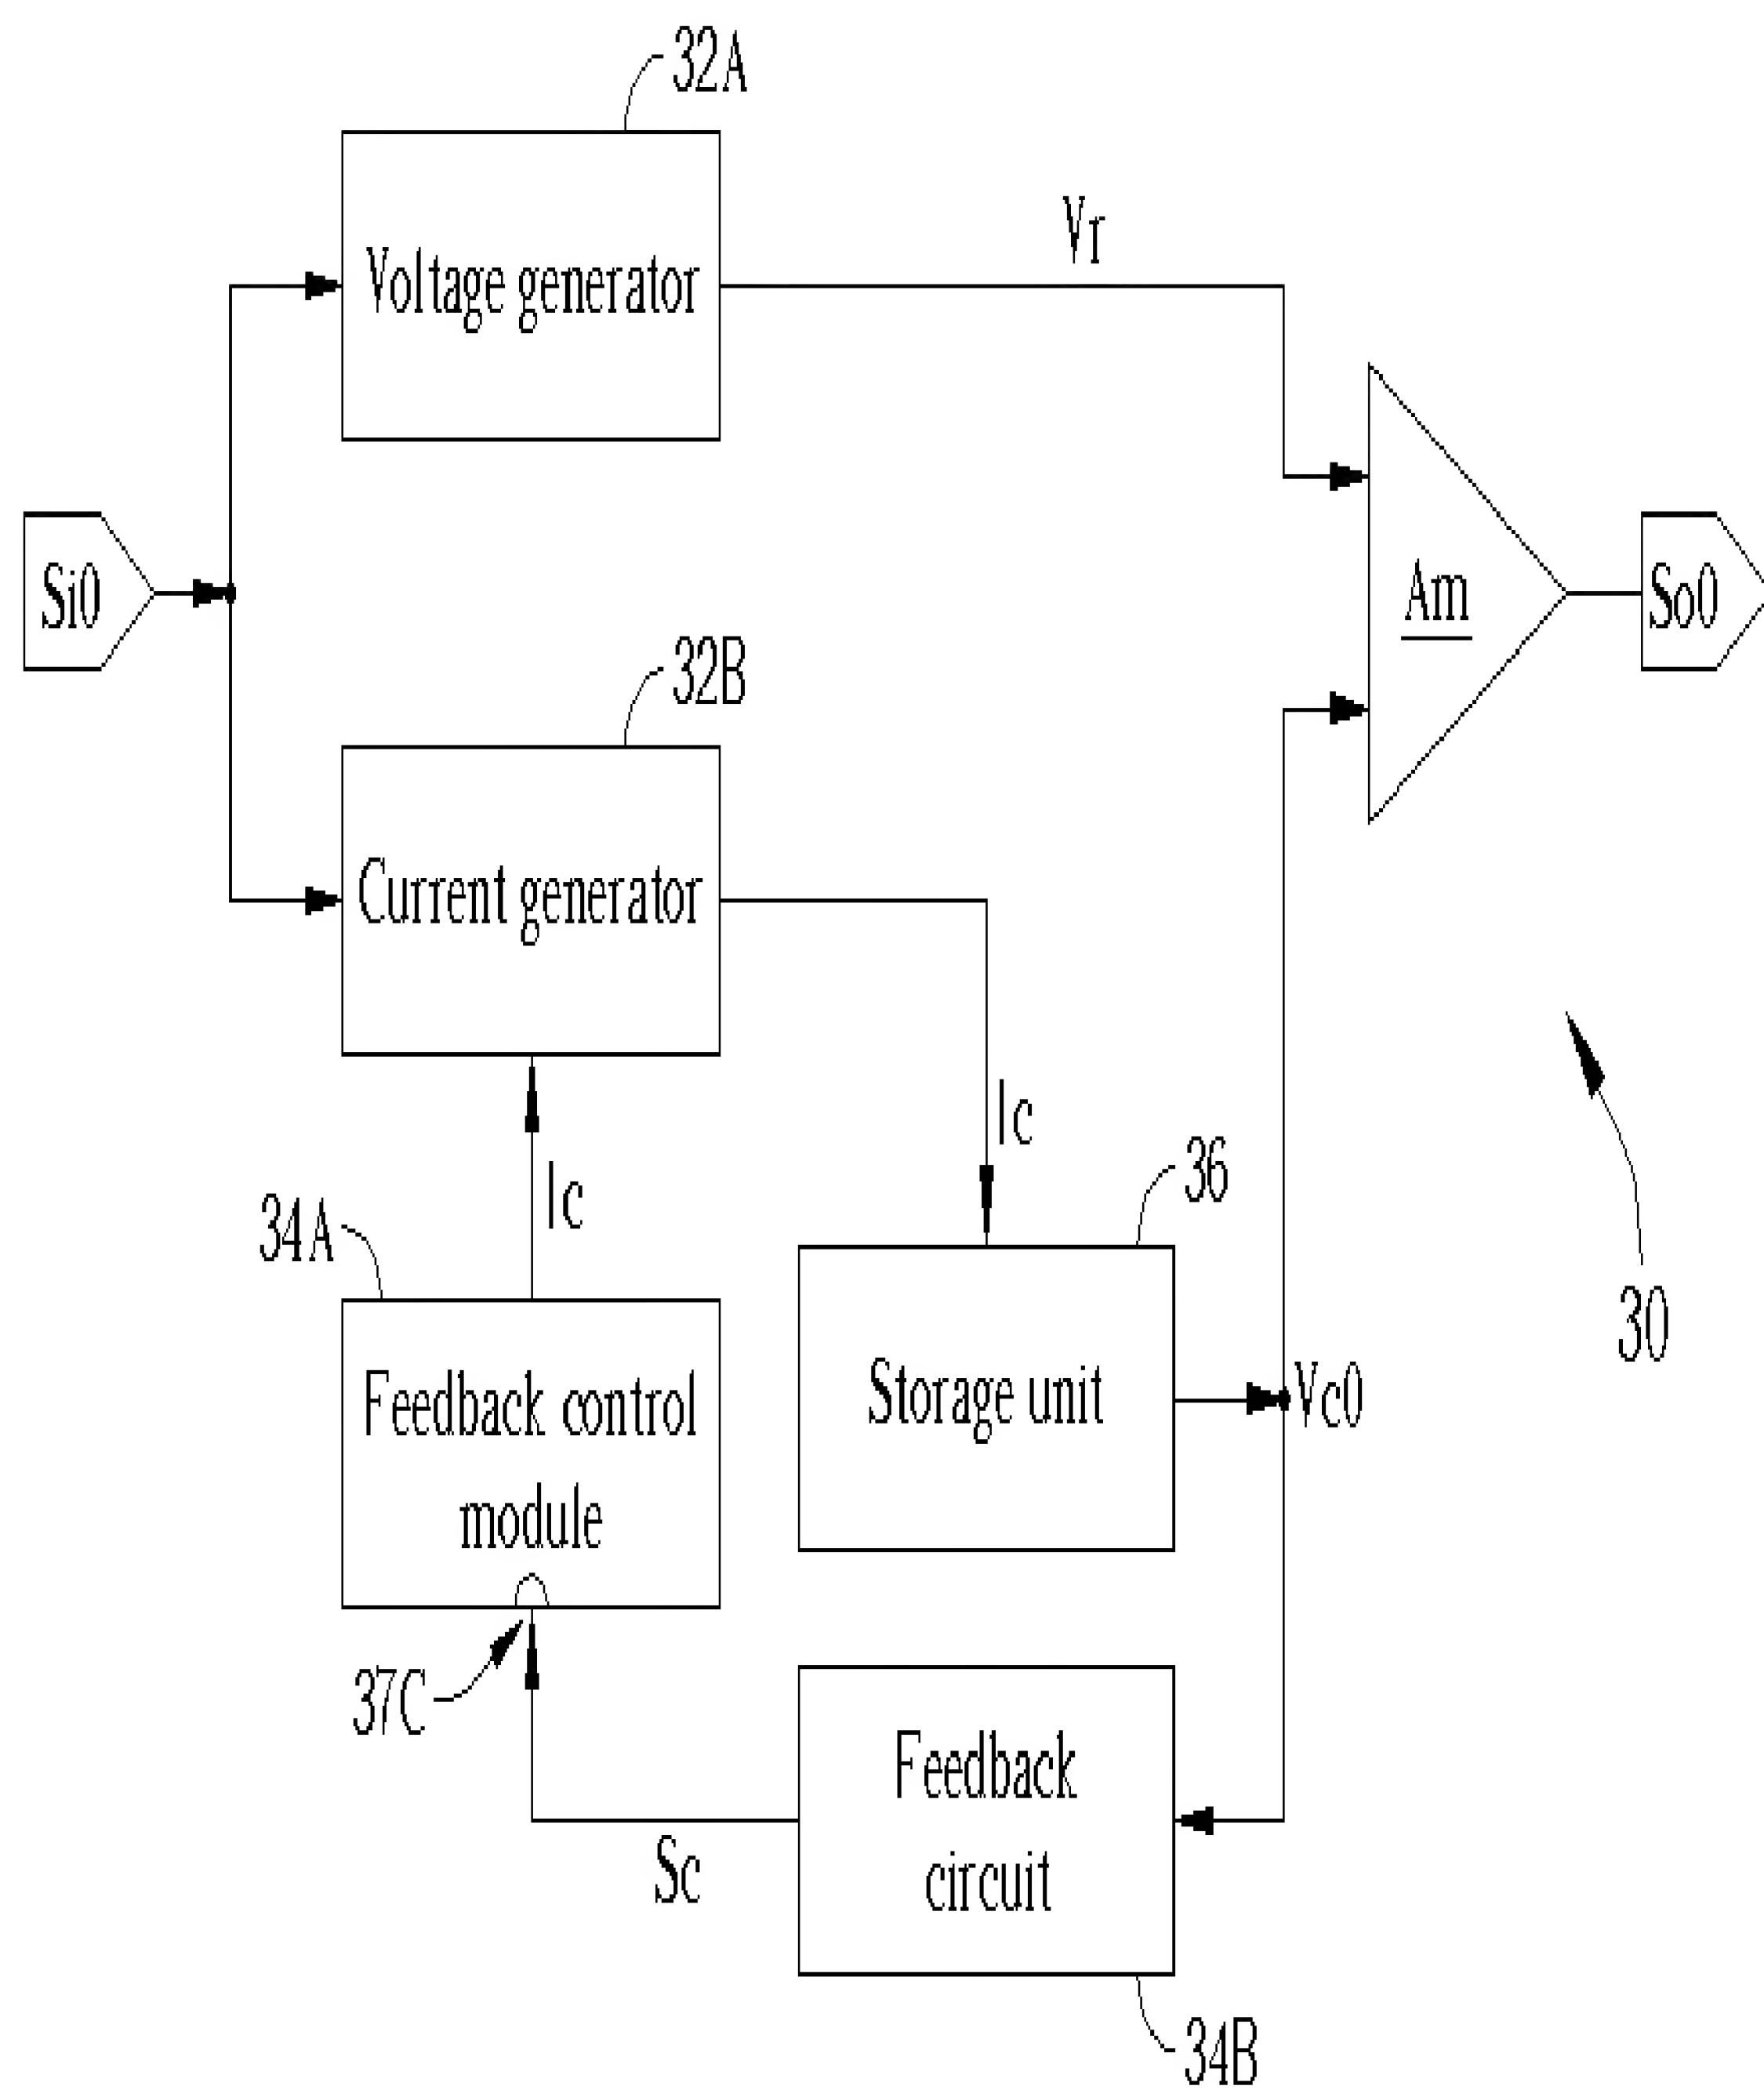 32A
Voltage generator
Vr
Si0
Am
So0
32B
Current generator
Ic
Ic
36
34A
30
Feedback control
module
Storage unit
Vc0
37C
Feedback
circuit
Sc
34B